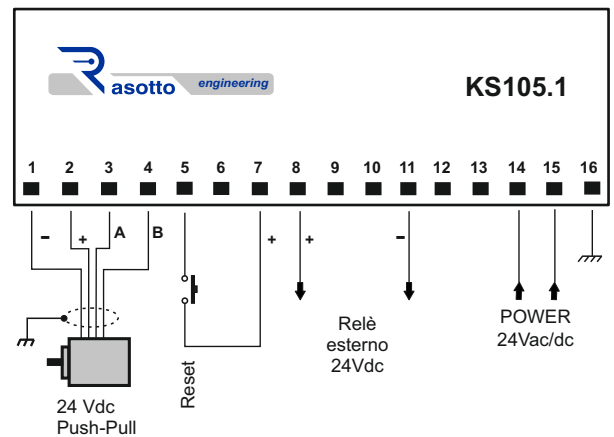 Rasotto engineering
KS105.1
1 2 3 4 5 6 7 8 9 10 11 12 13 14 15 16
- + A B + + -
Reset
Relè
esterno
24Vdc
POWER
24Vac/dc
24 Vdc
Push-Pull